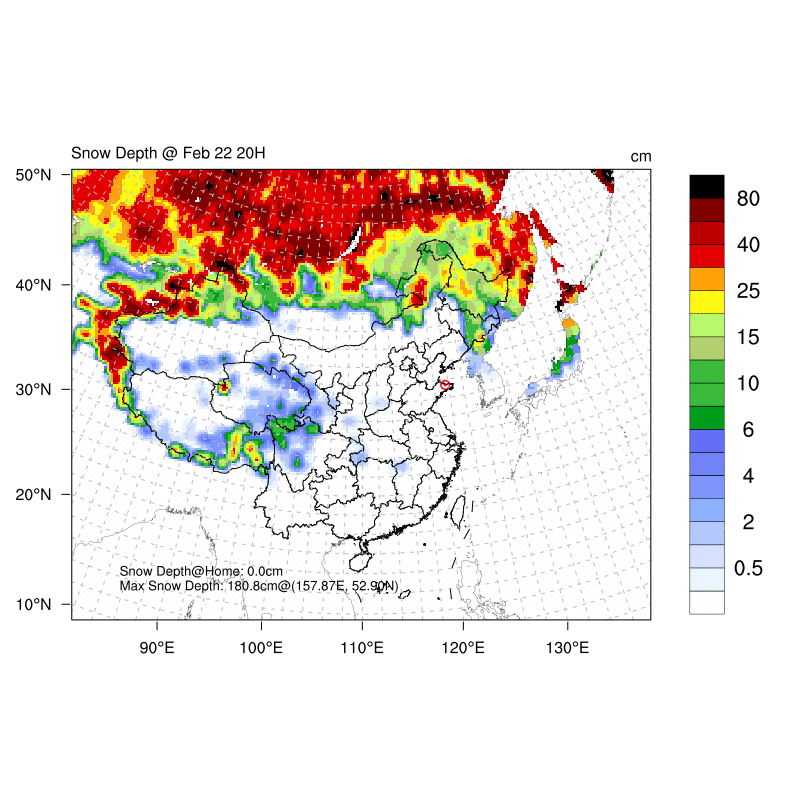 Snow Depth @ Feb 22 20H
cm
50°N
40°N
30°N
20°N
10°N
80
40
25
15
10
6
4
2
0.5
Snow Depth@Home: 0.0cm
Max Snow Depth: 180.8cm@(157.87E, 52.90N)
90°E
100°E
110°E
120°E
130°E